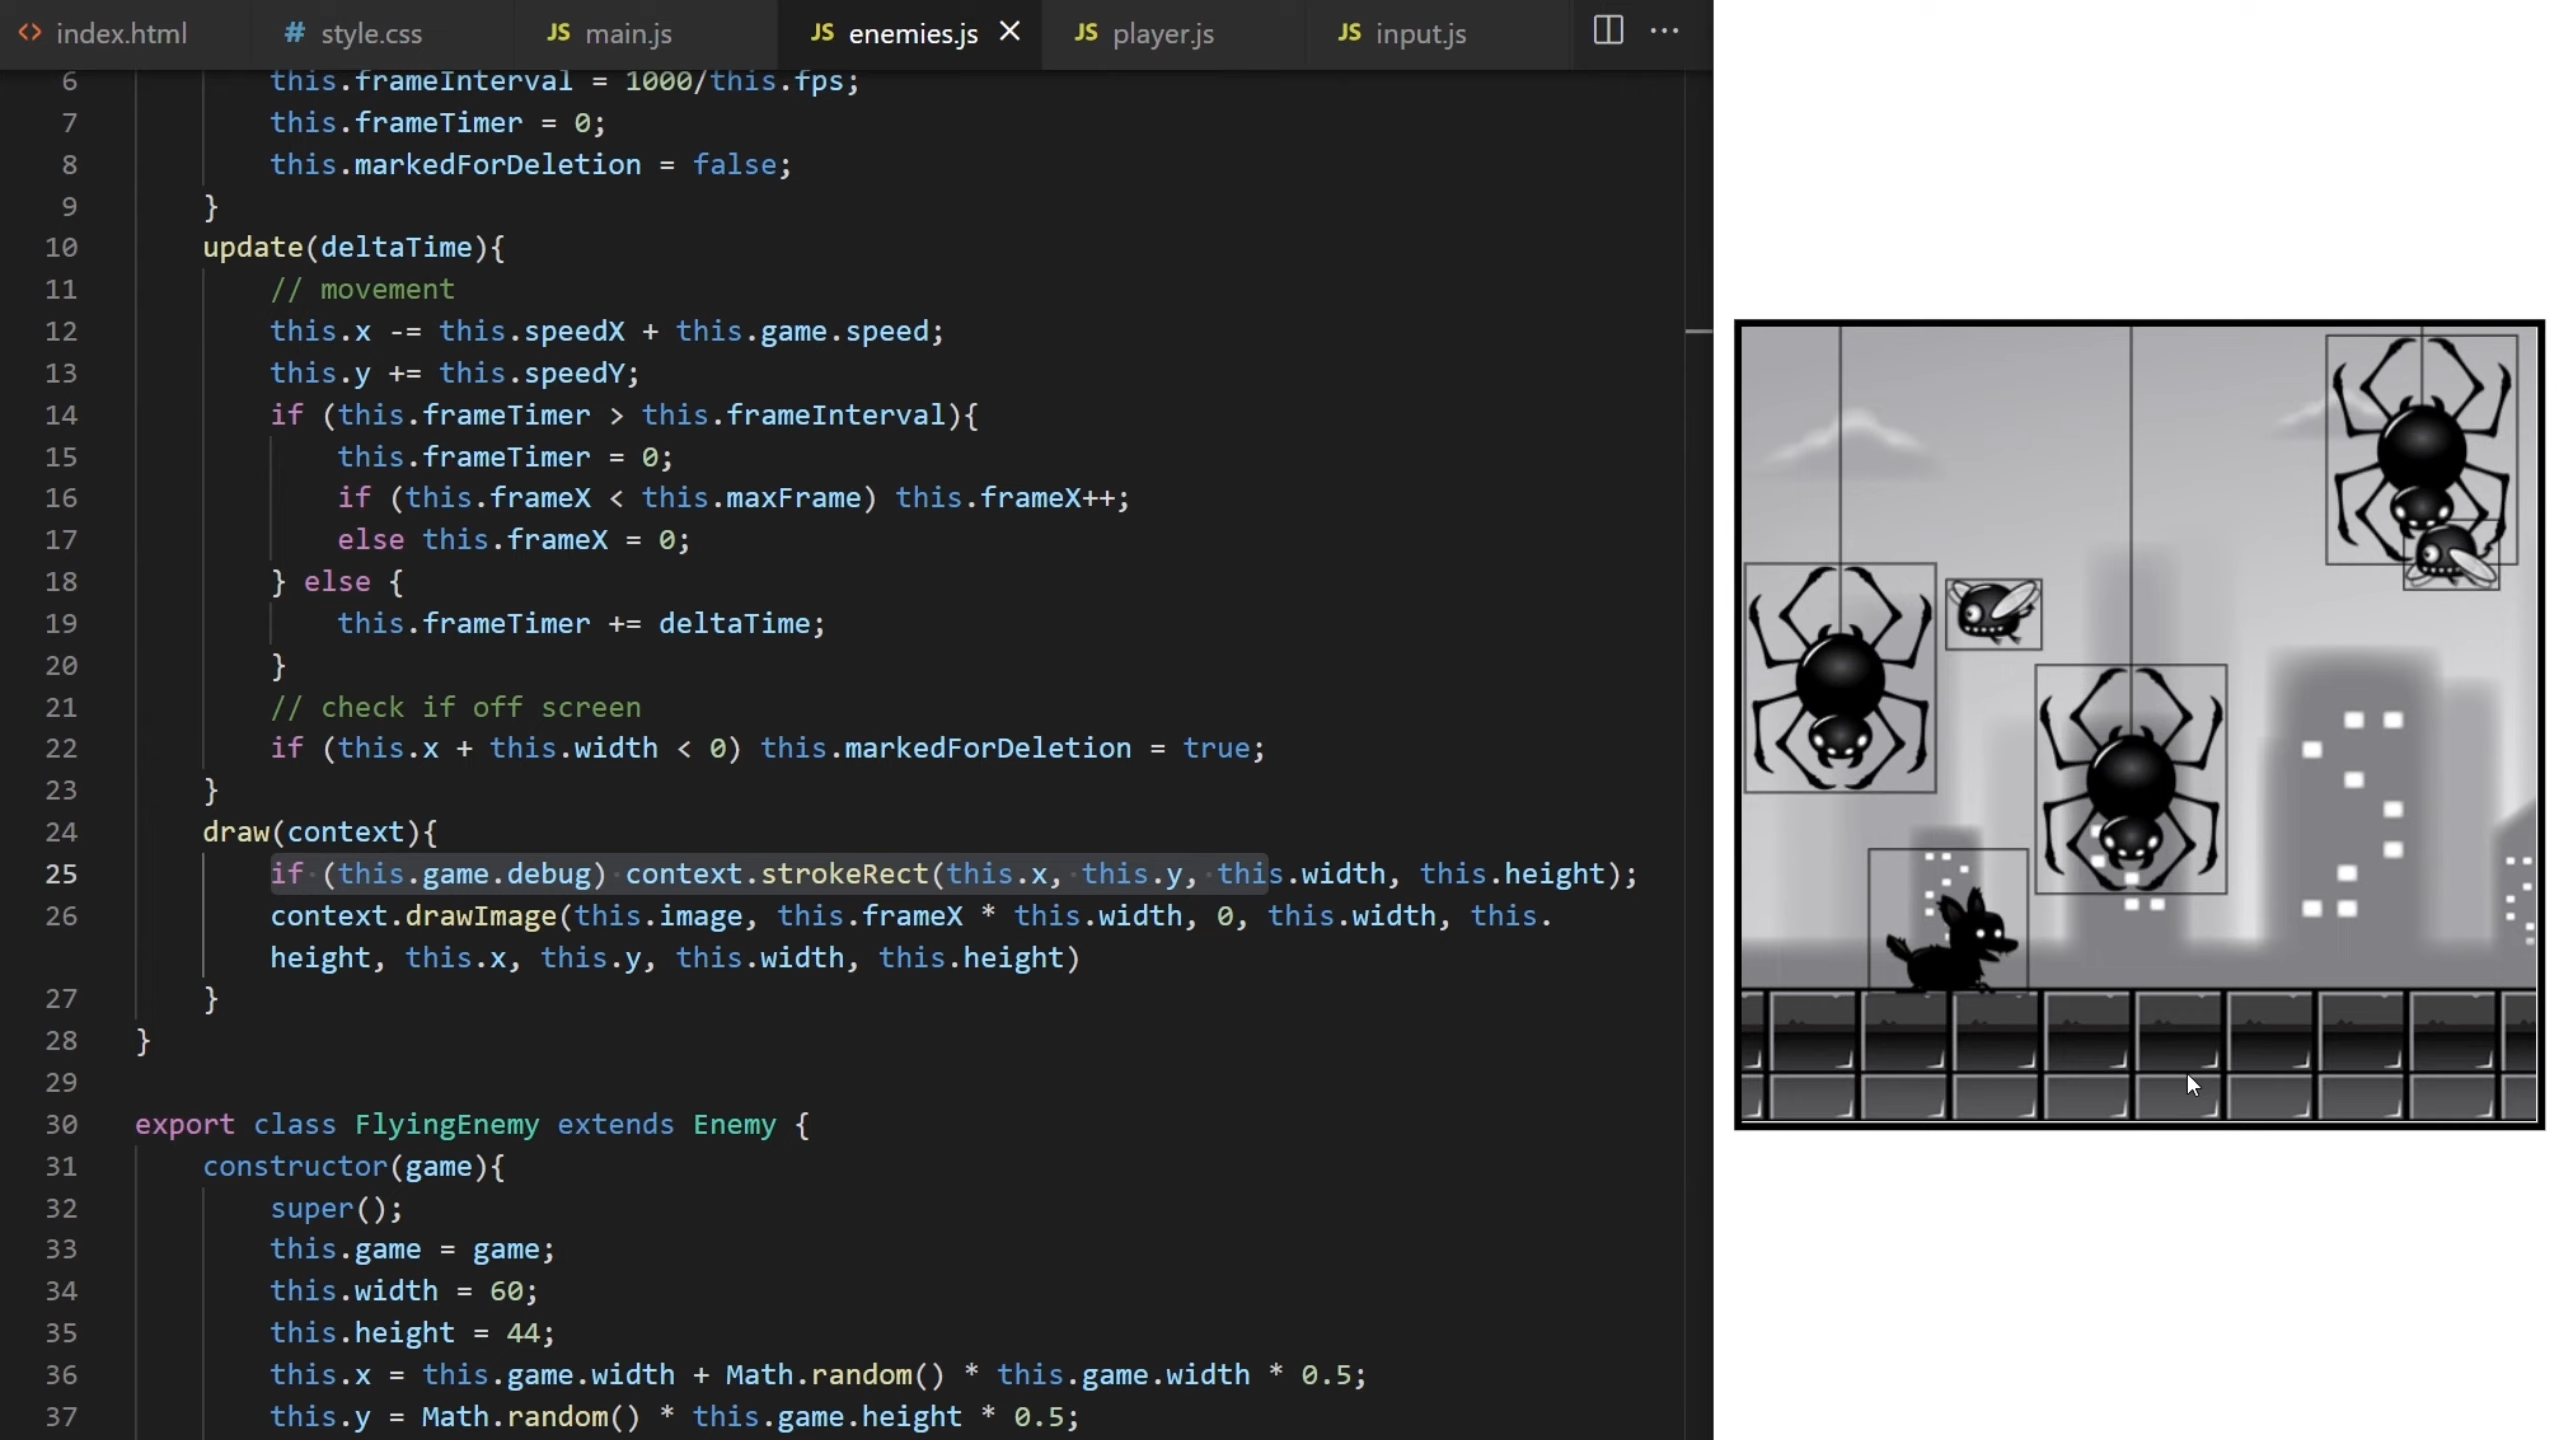 <> index.html # style.css JS main.js JS enemies.js JS player.js JS input.js
6 this.frameInterval = 1000/this.fps;
7 this.frameTimer = 0;
8 this.markedForDeletion = false;
9 }
10 update(deltaTime){
11 // movement
12 this.x -= this.speedX + this.game.speed;
13 this.y += this.speedY;
14 if (this.frameTimer > this.frameInterval){
15 this.frameTimer = 0;
16 if (this.frameX < this.maxFrame) this.frameX++;
17 else this.frameX = 0;
18 } else {
19 this.frameTimer += deltaTime;
20 }
21 // check if off screen
22 if (this.x + this.width < 0) this.markedForDeletion = true;
23 }
24 draw(context){
25 if (this.game.debug) context.strokeRect(this.x, this.y, this.width, this.height);
26 context.drawImage(this.image, this.frameX * this.width, 0, this.width, this.
height, this.x, this.y, this.width, this.height)
27 }
28 }
29
30 export class FlyingEnemy extends Enemy {
31 constructor(game){
32 super();
33 this.game = game;
34 this.width = 60;
35 this.height = 44;
36 this.x = this.game.width + Math.random() * this.game.width * 0.5;
37 this.y = Math.random() * this.game.height * 0.5;